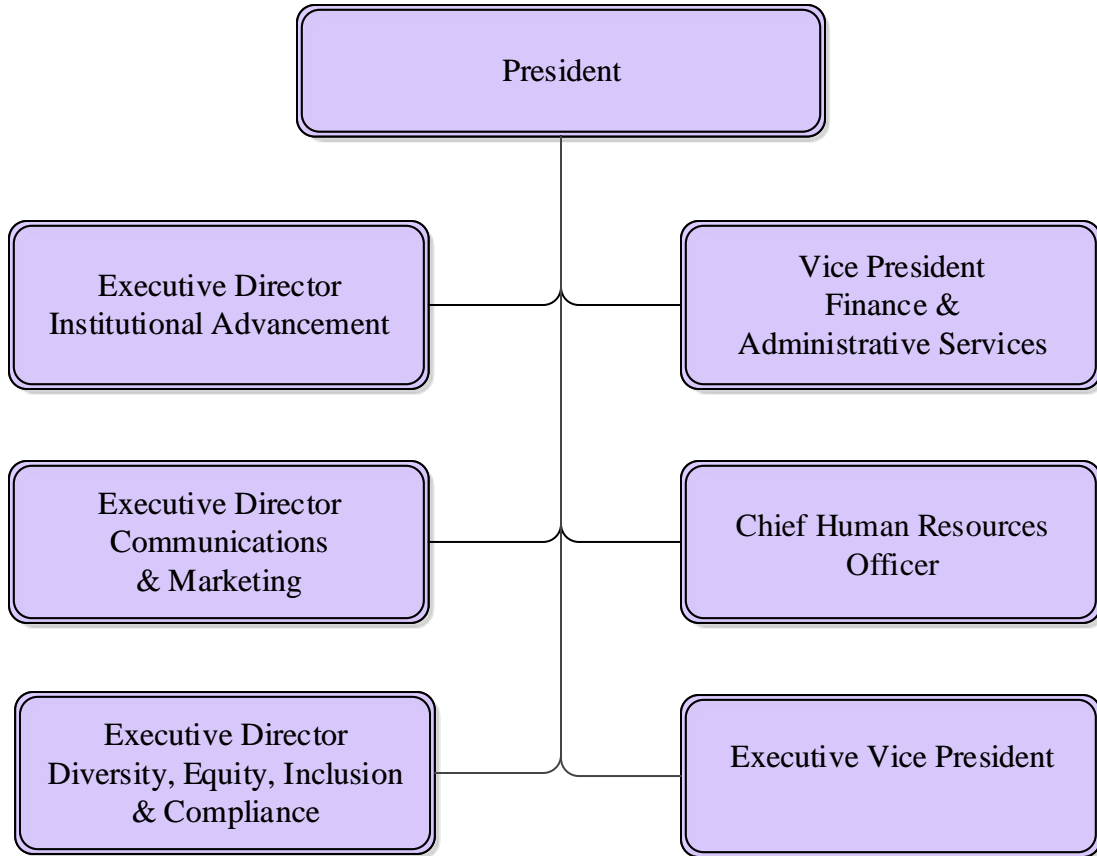 President
Executive Director
Institutional Advancement
Vice President
Finance &
Administrative Services
Executive Director
Communications
& Marketing
Chief Human Resources
Officer
Executive Director
Diversity, Equity, Inclusion
& Compliance
Executive Vice President